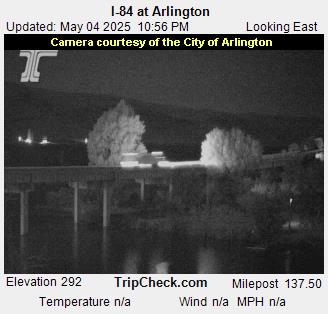 I-84 at Arlington
Updated: May 04 2025 10:56 PM Looking East
Camera courtesy of the City of Arlington
Elevation 292 TripCheck.com Milepost 137.50
Temperature n/a Wind n/a MPH n/a